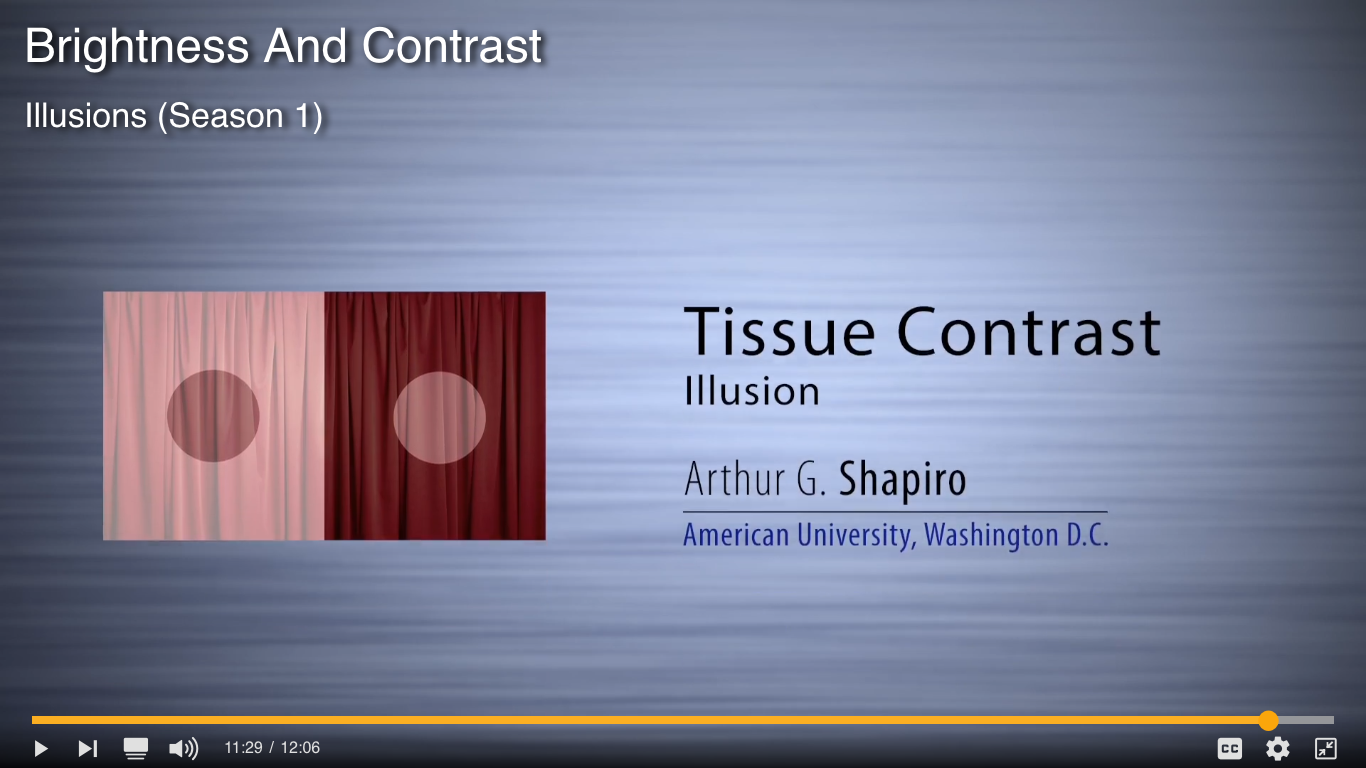 Brightness And Contrast
Illusions (Season 1)
Tissue Contrast
Illusion
Arthur G. Shapiro
American University, Washington D.C.
11:29 / 12:06
CC